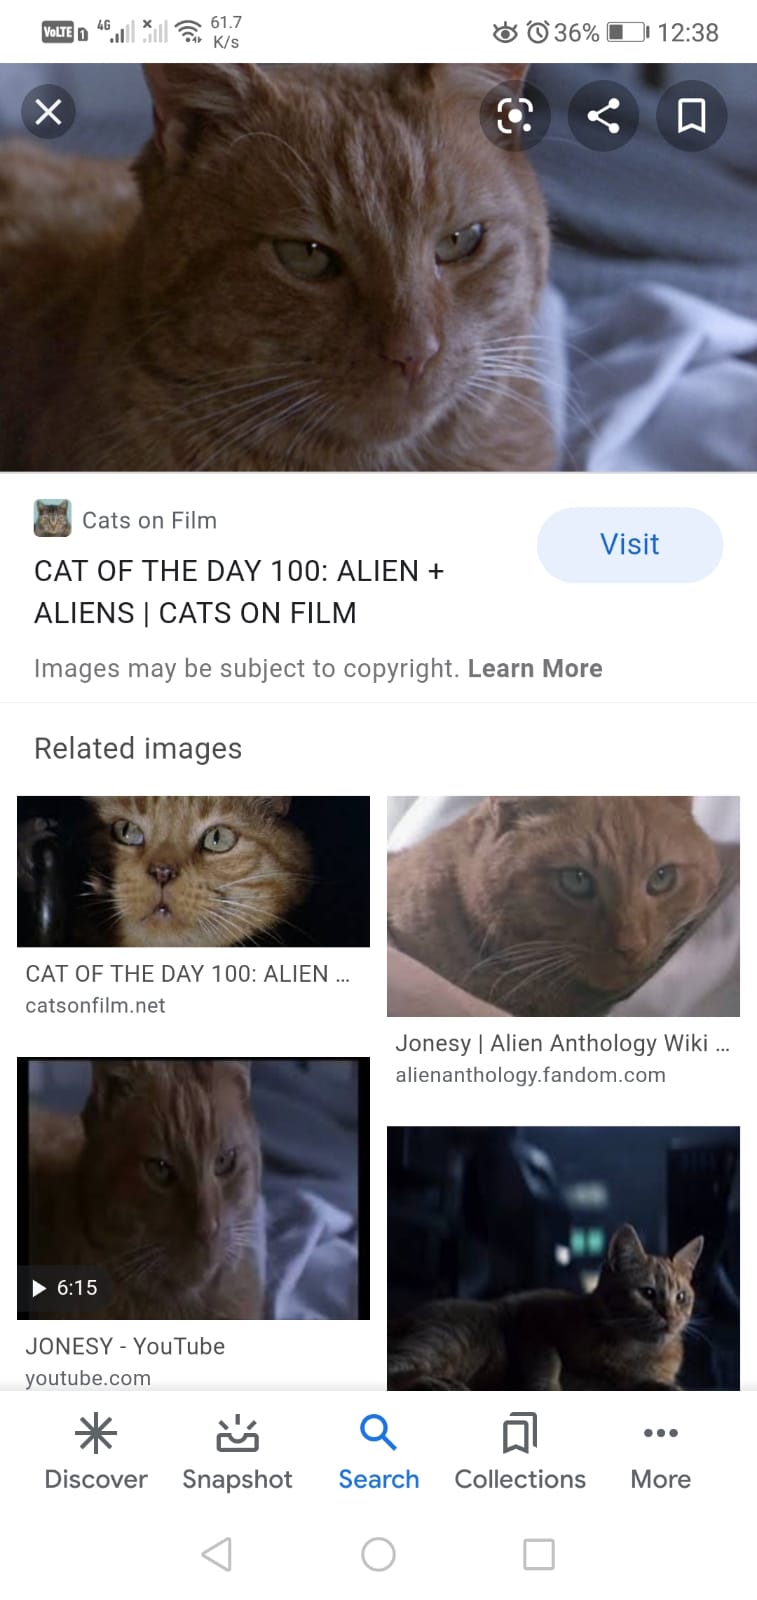 VoLTE 1 4G 61.7 K/s 36% 12:38
Cats on Film
Visit
CAT OF THE DAY 100: ALIEN +
ALIENS | CATS ON FILM
Images may be subject to copyright. Learn More
Related images
CAT OF THE DAY 100: ALIEN ...
catsonfilm.net
Jonesy | Alien Anthology Wiki ...
alienanthology.fandom.com
6:15
JONESY - YouTube
youtube.com
Discover Snapshot Search Collections More